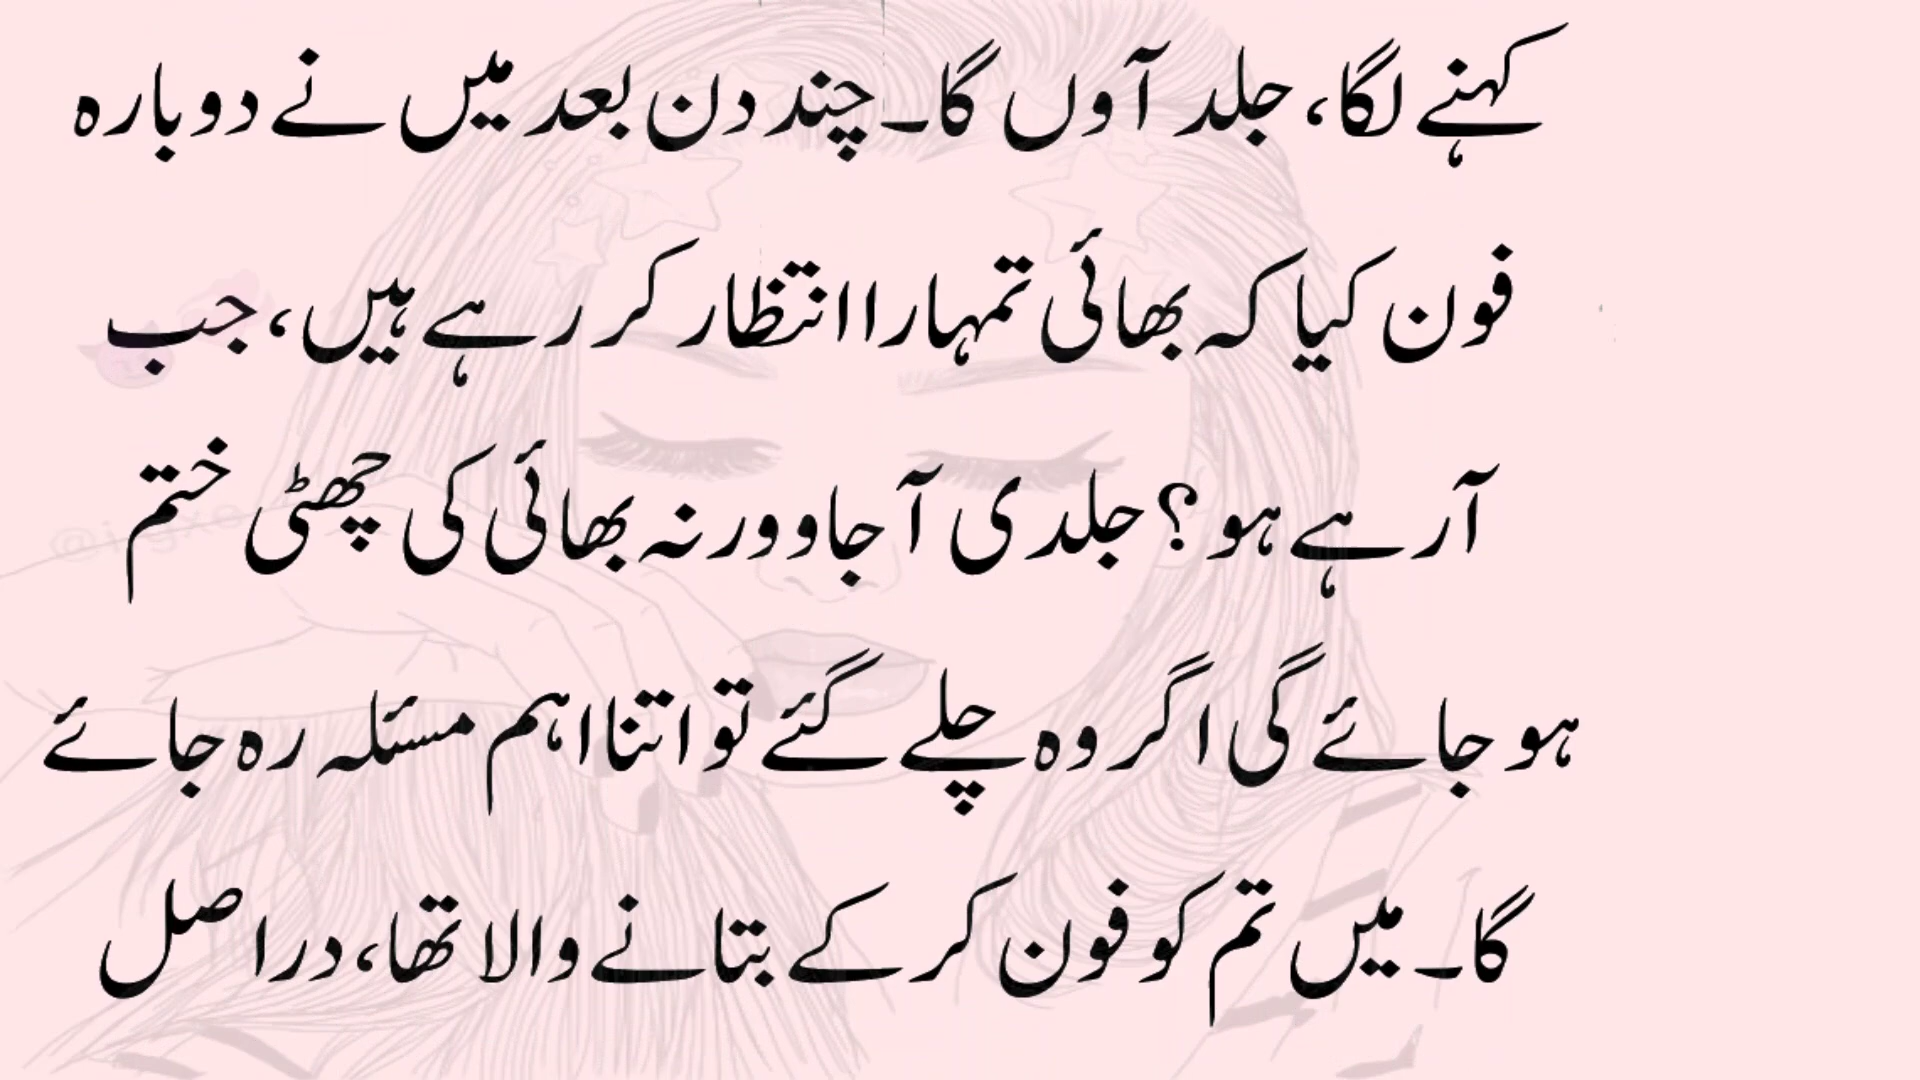 کہنے لگا، جلد آوں گا۔ چند دن بعد میں نے دوبارہ
فون کیا کہ بھائی تمہارا انتظار کر رہے ہیں، جب
آرہے ہو؟ جلدی آ جاو ورنہ بھائی کی چھٹی ختم
ہو جائے گی اگر وہ چلے گئے تو اتنا اہم مسئلہ رہ جائے
گا۔ میں تم کو فون کر کے بتانے والا تھا، دراصل